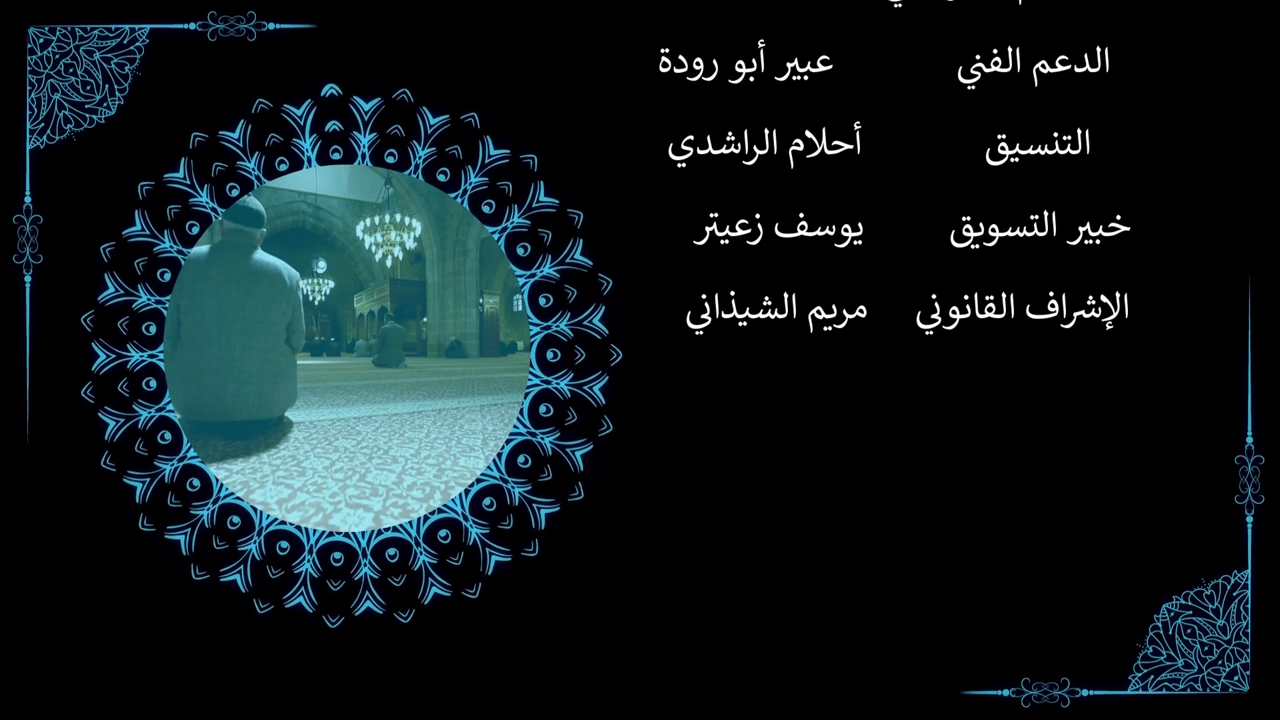 الدعم الفني عبير أبو رودة
التنسيق أحلام الراشدي
خبير التسويق يوسف زعيتر
الإشراف القانوني مريم الشيذاني